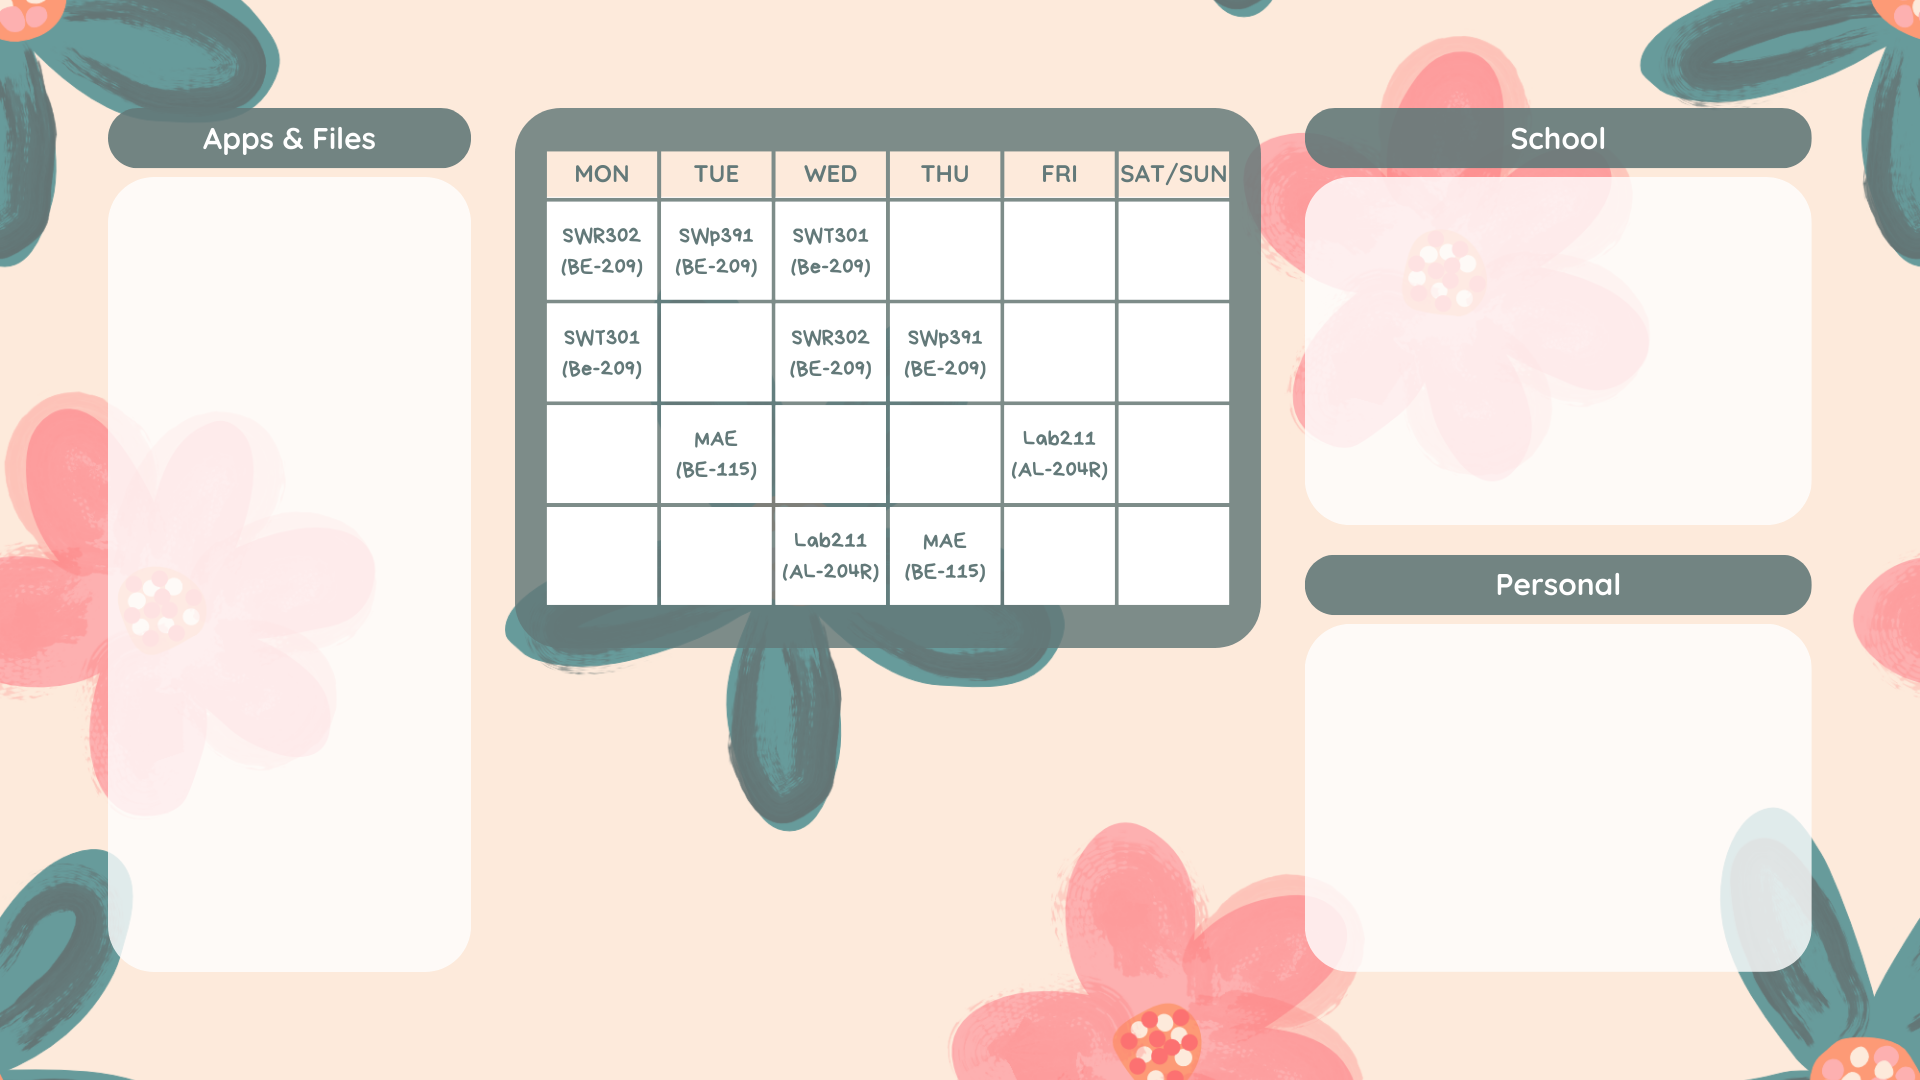 Apps & Files
MON TUE WED THU FRI SAT/SUN
SWR302 SWp391 SWT301
(BE-209) (BE-209) (Be-209)
SWT301 SWR302 SWp391
(Be-209) (BE-209) (BE-209)
MAE Lab211
(BE-115) (AL-204R)
Lab211 MAE
(AL-204R) (BE-115)
School
Personal